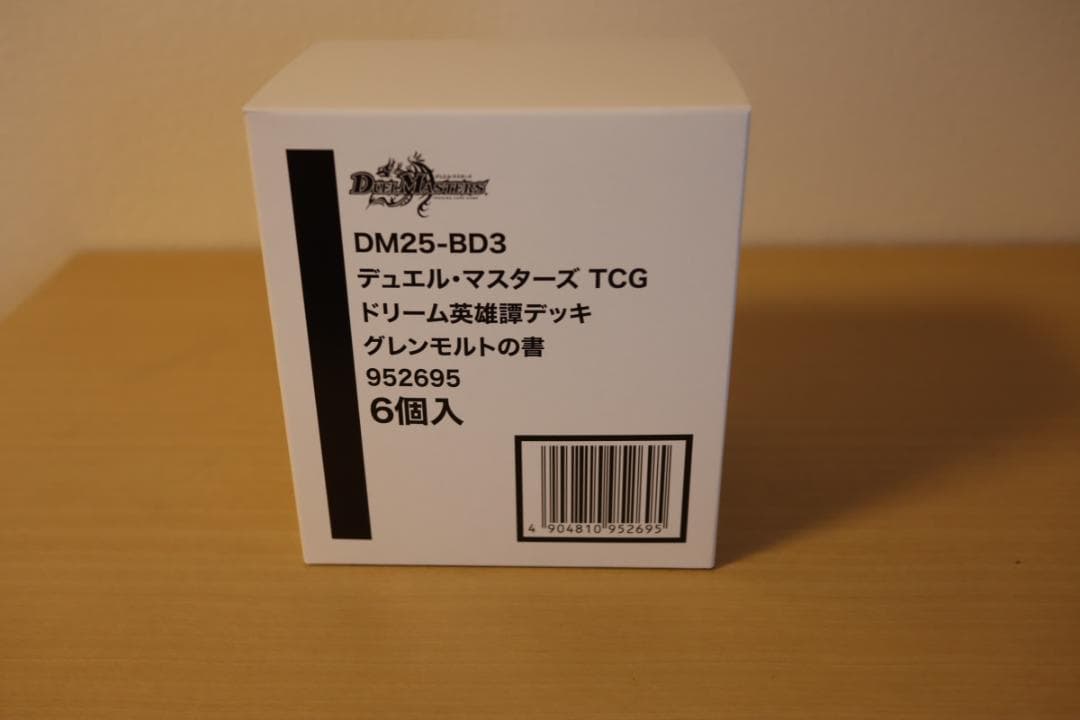 DUEL MASTERS
DM25-BD3
デュエル・マスターズ TCG
ドリーム英雄譚デッキ
グレンモルトの書
952695
6個入
4 904810 952695